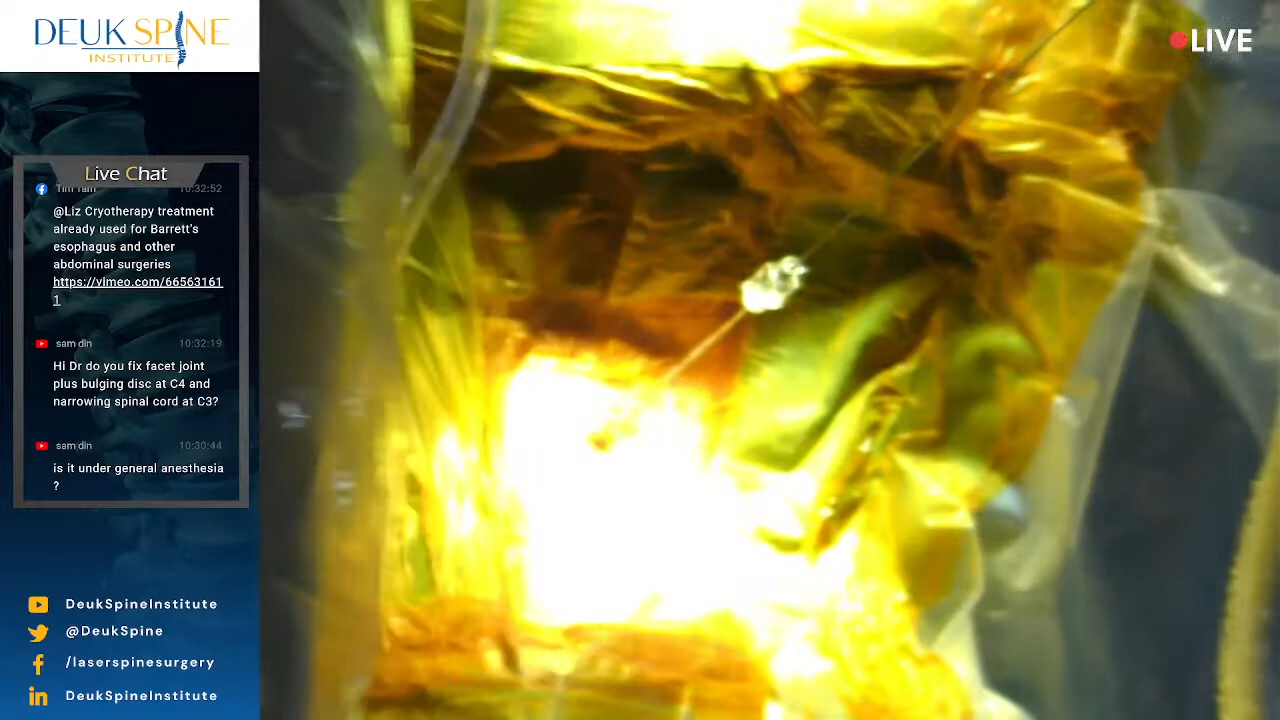 DEUK SPINE
INSTITUTE
LIVE
Live Chat
Tim Tam 10:32:52
@Liz Cryotherapy treatment
already used for Barrett's
esophagus and other
abdominal surgeries
https://vimeo.com/66563161
1
sam din 10:32:19
Hi Dr do you fix facet joint
plus bulging disc at C4 and
narrowing spinal cord at C3?
sam din 10:30:44
is it under general anesthesia
?
DeukSpineInstitute
@DeukSpine
/laserspinesurgery
DeukSpineInstitute